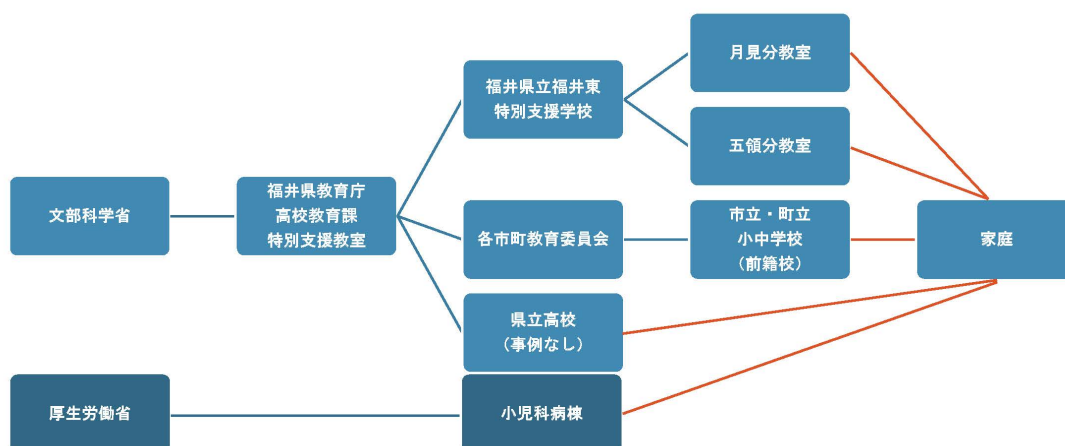 文部科学省
福井県教育庁
高校教育課
特別支援教室
福井県立福井東
特別支援学校
月見分教室
五領分教室
各市町教育委員会
市立・町立
小中学校
（前籍校）
県立高校
（事例なし）
家庭
厚生労働省
小児科病棟